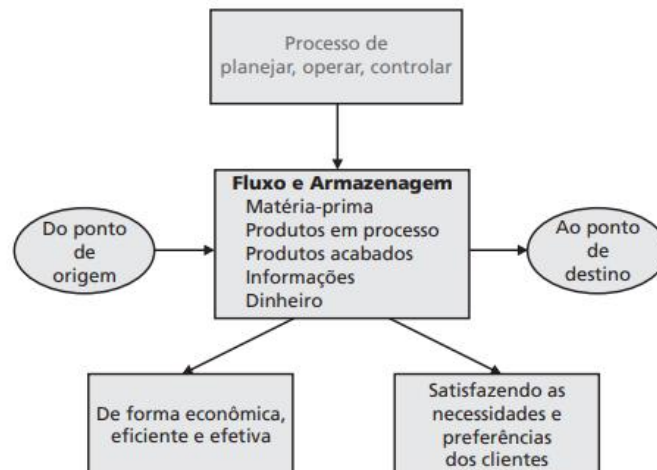 Processo de
planejar, operar, controlar
Fluxo e Armazenagem
Matéria-prima
Produtos em processo
Produtos acabados
Informações
Dinheiro
Do ponto
de
origem
Ao ponto
de
destino
De forma econômica,
eficiente e efetiva
Satisfazendo as
necessidades e
preferências
dos clientes